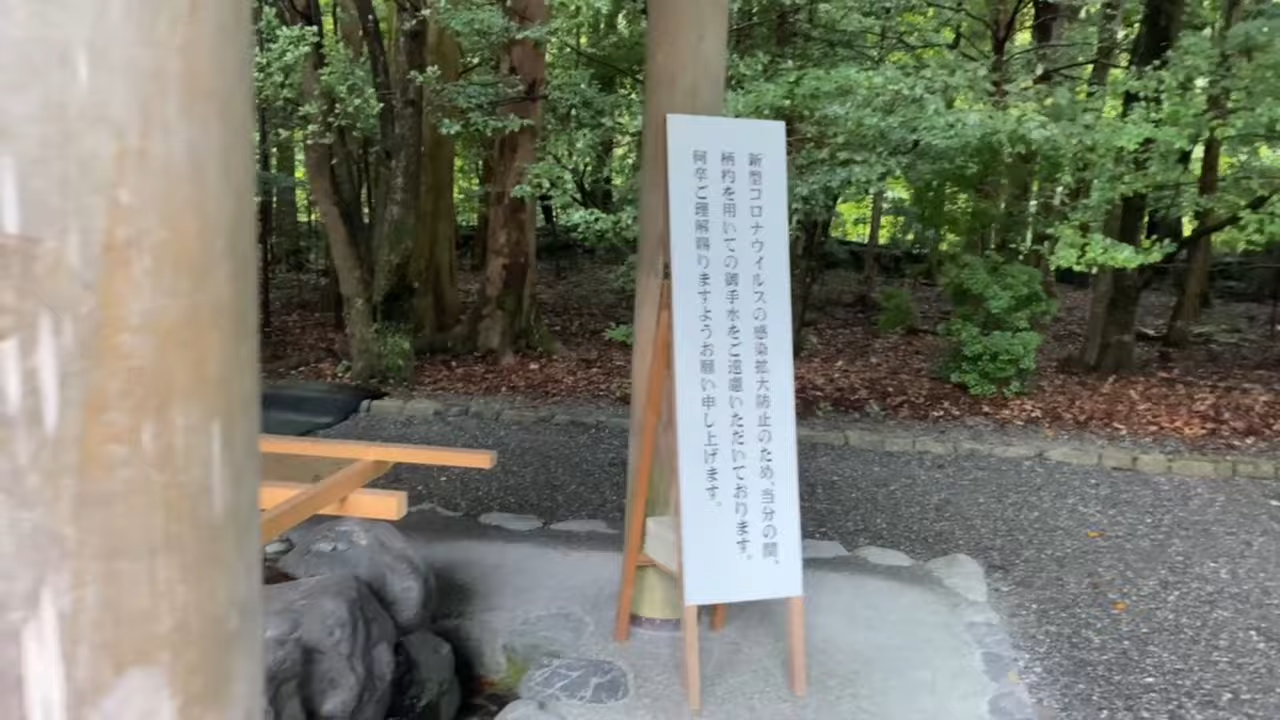 新型コロナウイルスの感染拡大防止のため、当分の間、
柄杓を用いての御手水をご遠慮いただいております。
何卒ご理解賜りますようお願い申し上げます。